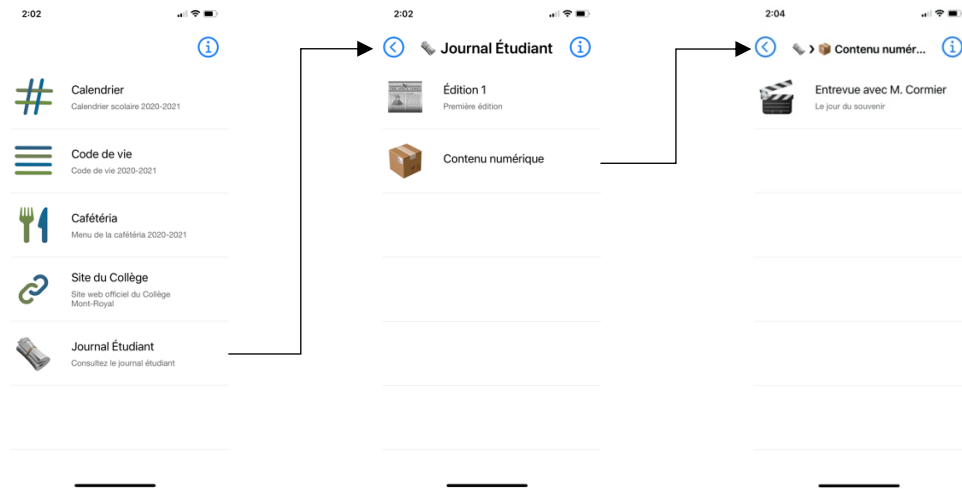 2:02
Calendrier
Calendrier scolaire 2020-2021
Code de vie
Code de vie 2020-2021
Cafétéria
Menu de la cafétéria 2020-2021
Site du Collège
Site web officiel du Collège
Mont-Royal
Journal Étudiant
Consultez le journal étudiant
2:02
Journal Étudiant
Édition 1
Première édition
Contenu numérique
2:04
Contenu numér...
Entrevue avec M. Cormier
Le jour du souvenir